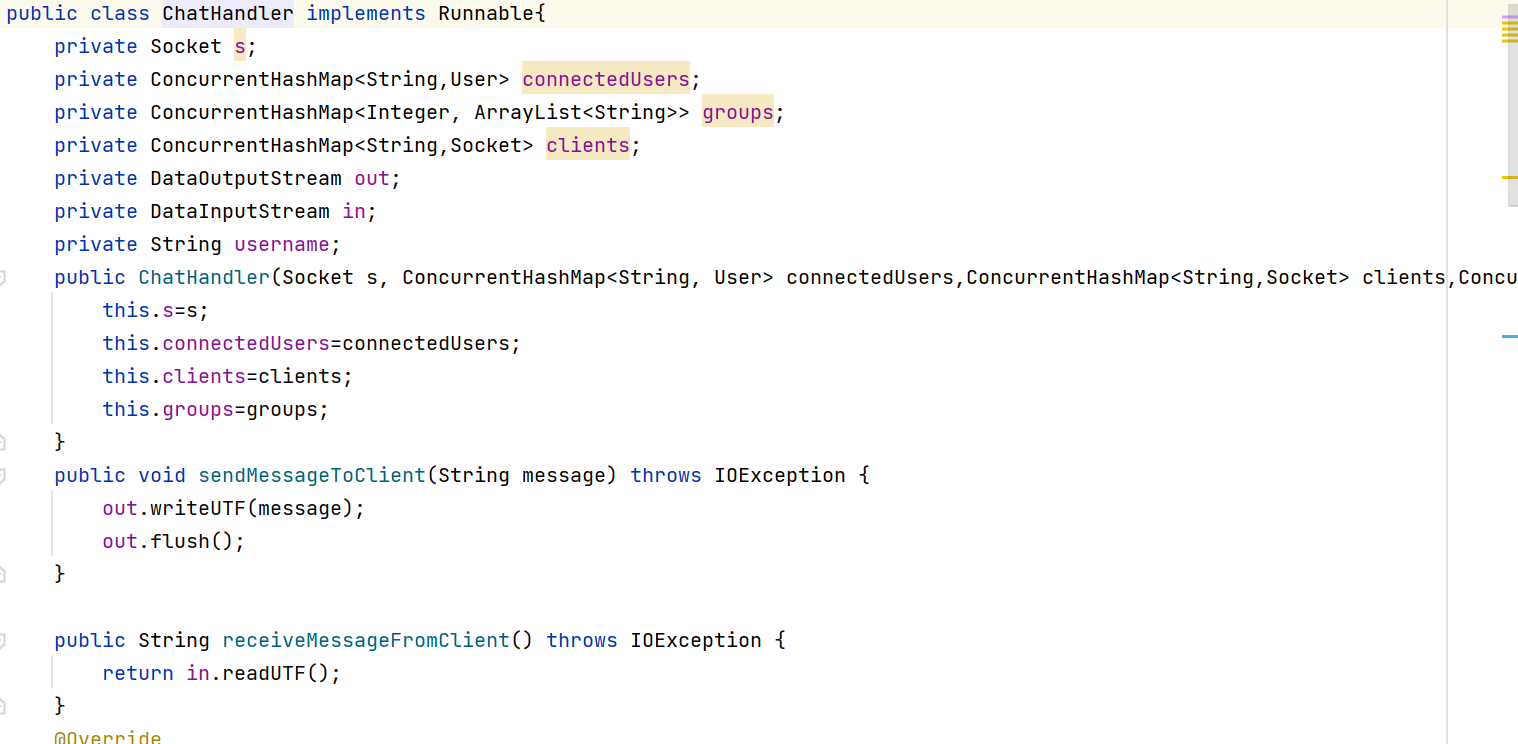 public class ChatHandler implements Runnable{
    private Socket s;
    private ConcurrentHashMap<String,User> connectedUsers;
    private ConcurrentHashMap<Integer, ArrayList<String>> groups;
    private ConcurrentHashMap<String,Socket> clients;
    private DataOutputStream out;
    private DataInputStream in;
    private String username;
    public ChatHandler(Socket s, ConcurrentHashMap<String, User> connectedUsers,ConcurrentHashMap<String,Socket> clients,Concu
        this.s=s;
        this.connectedUsers=connectedUsers;
        this.clients=clients;
        this.groups=groups;
    }
    public void sendMessageToClient(String message) throws IOException {
        out.writeUTF(message);
        out.flush();
    }
    public String receiveMessageFromClient() throws IOException {
        return in.readUTF();
    }
    @Override